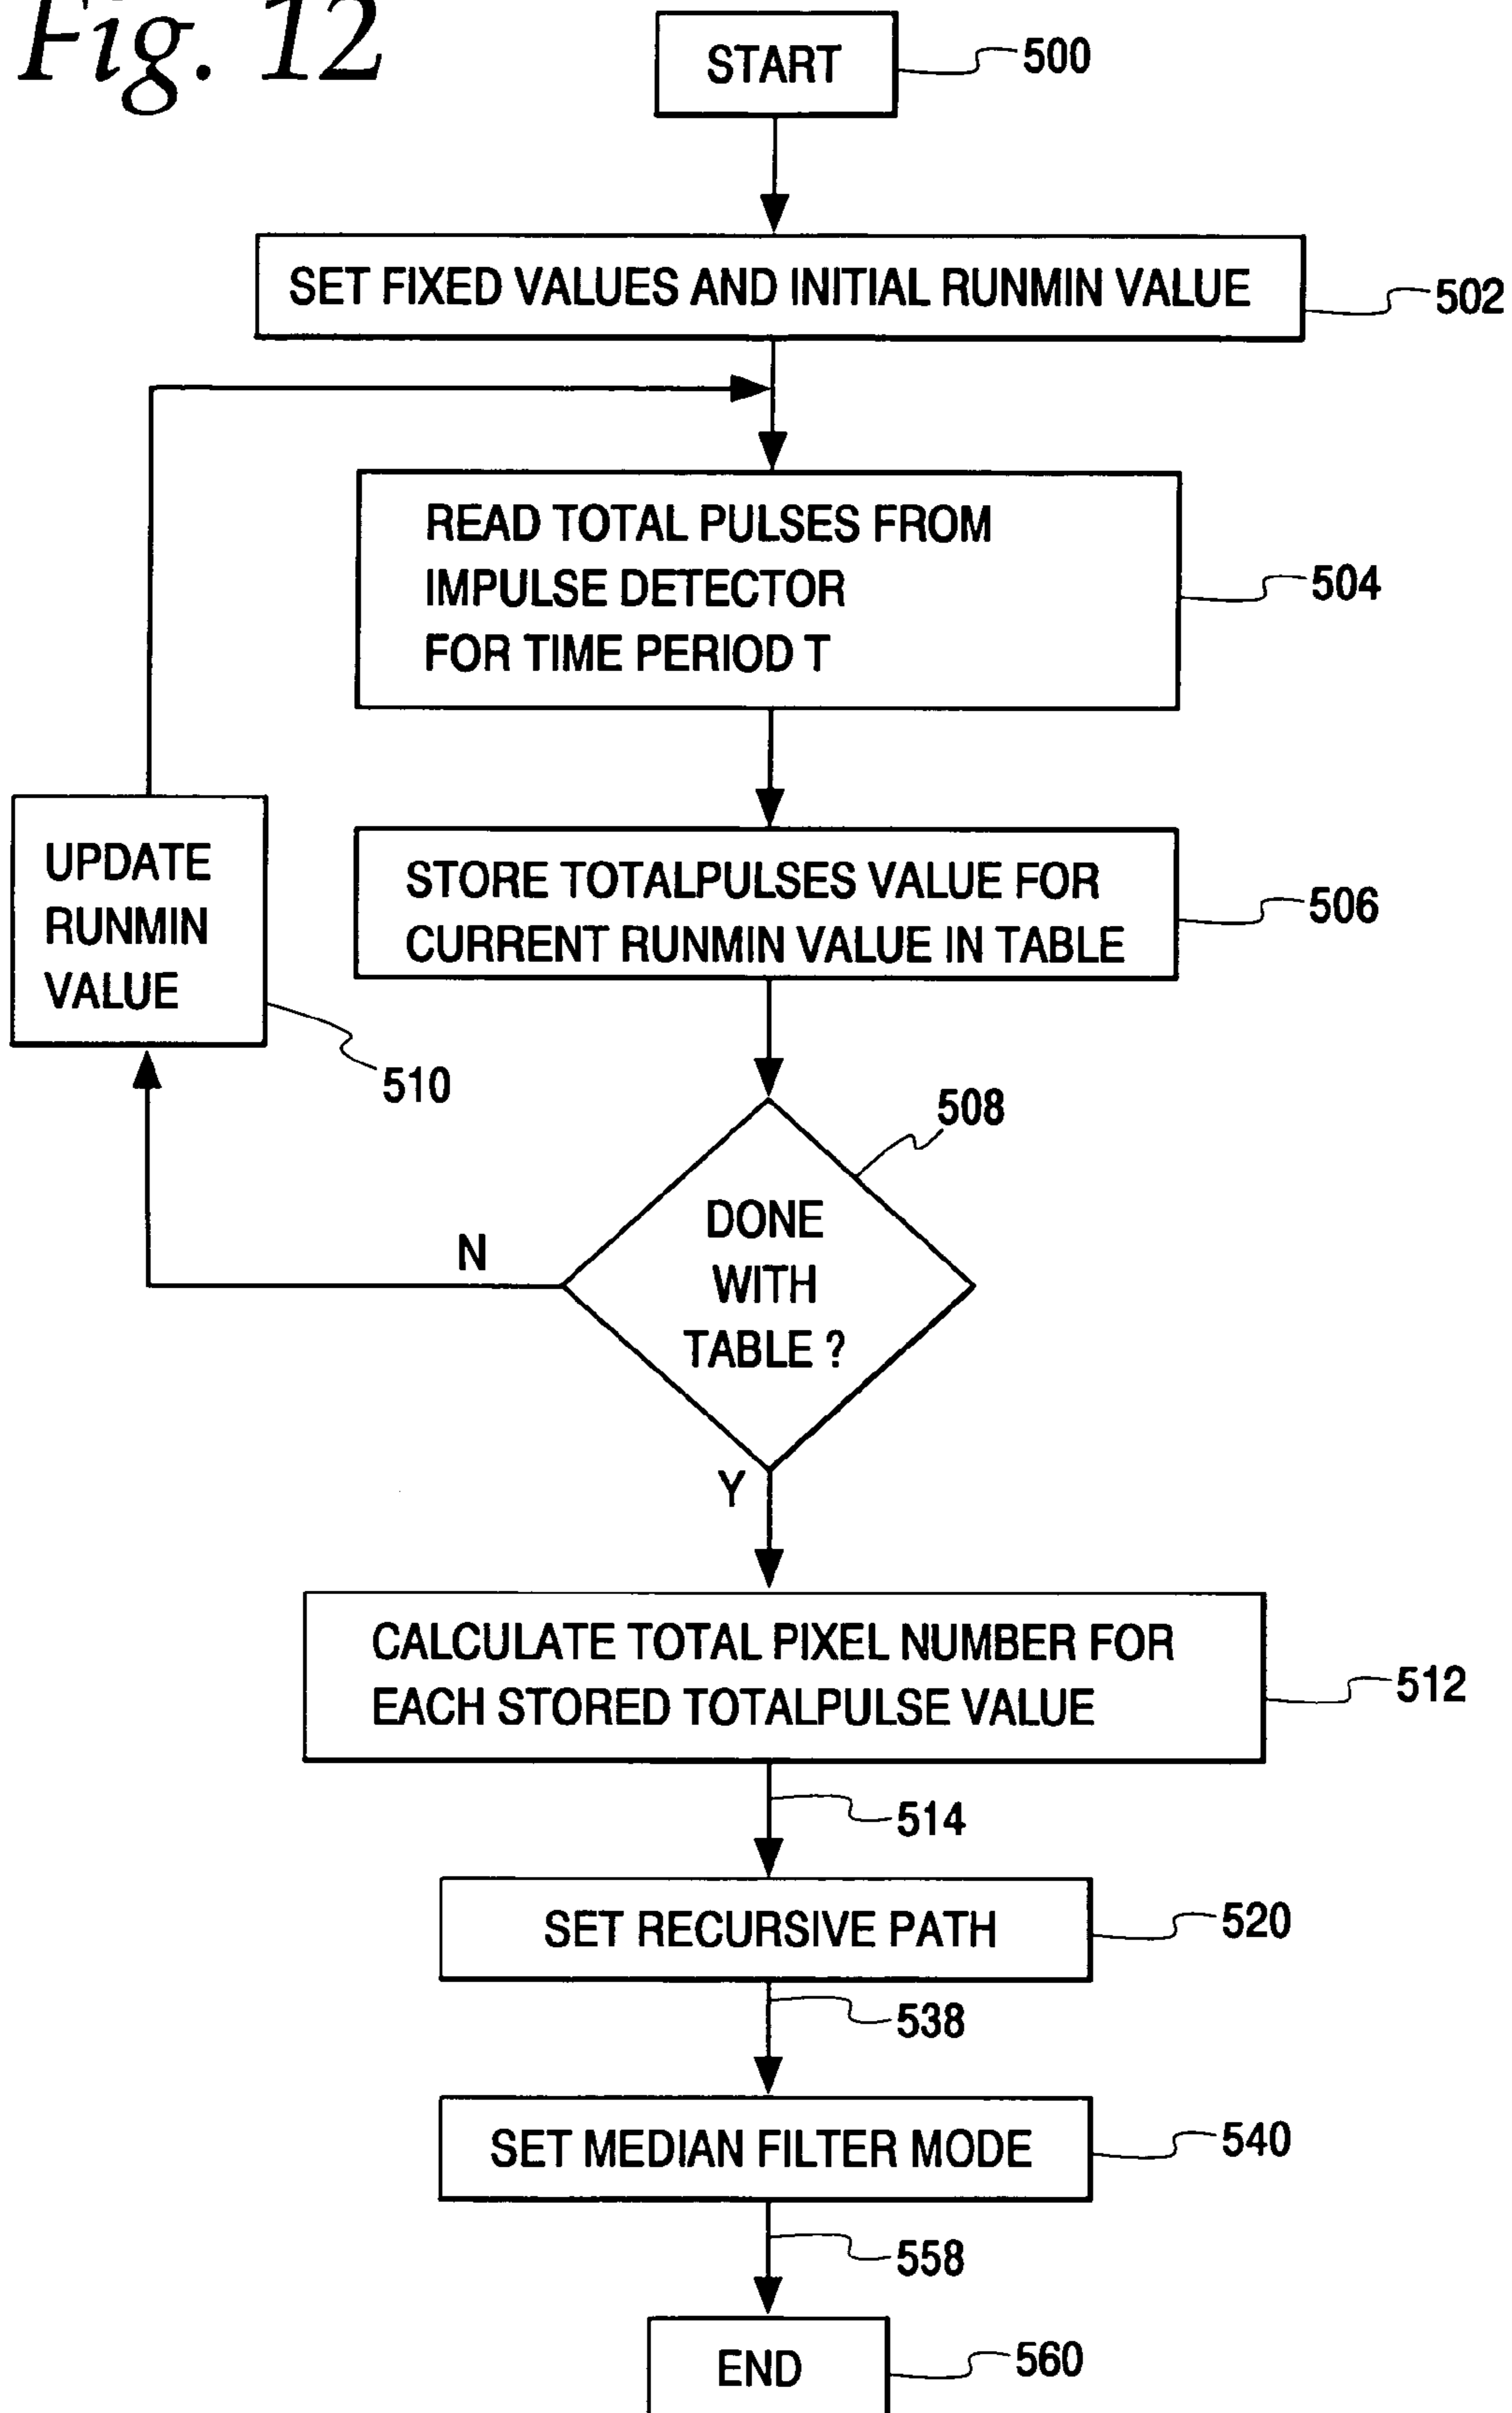 Fig. 12
START
500
SET FIXED VALUES AND INITIAL RUNMIN VALUE
502
READ TOTAL PULSES FROM
IMPULSE DETECTOR
FOR TIME PERIOD T
504
UPDATE
RUNMIN
VALUE
510
STORE TOTALPULSES VALUE FOR
CURRENT RUNMIN VALUE IN TABLE
506
508
DONE
WITH
TABLE ?
N
Y
CALCULATE TOTAL PIXEL NUMBER FOR
EACH STORED TOTALPULSE VALUE
512
514
SET RECURSIVE PATH
520
538
SET MEDIAN FILTER MODE
540
558
END
560